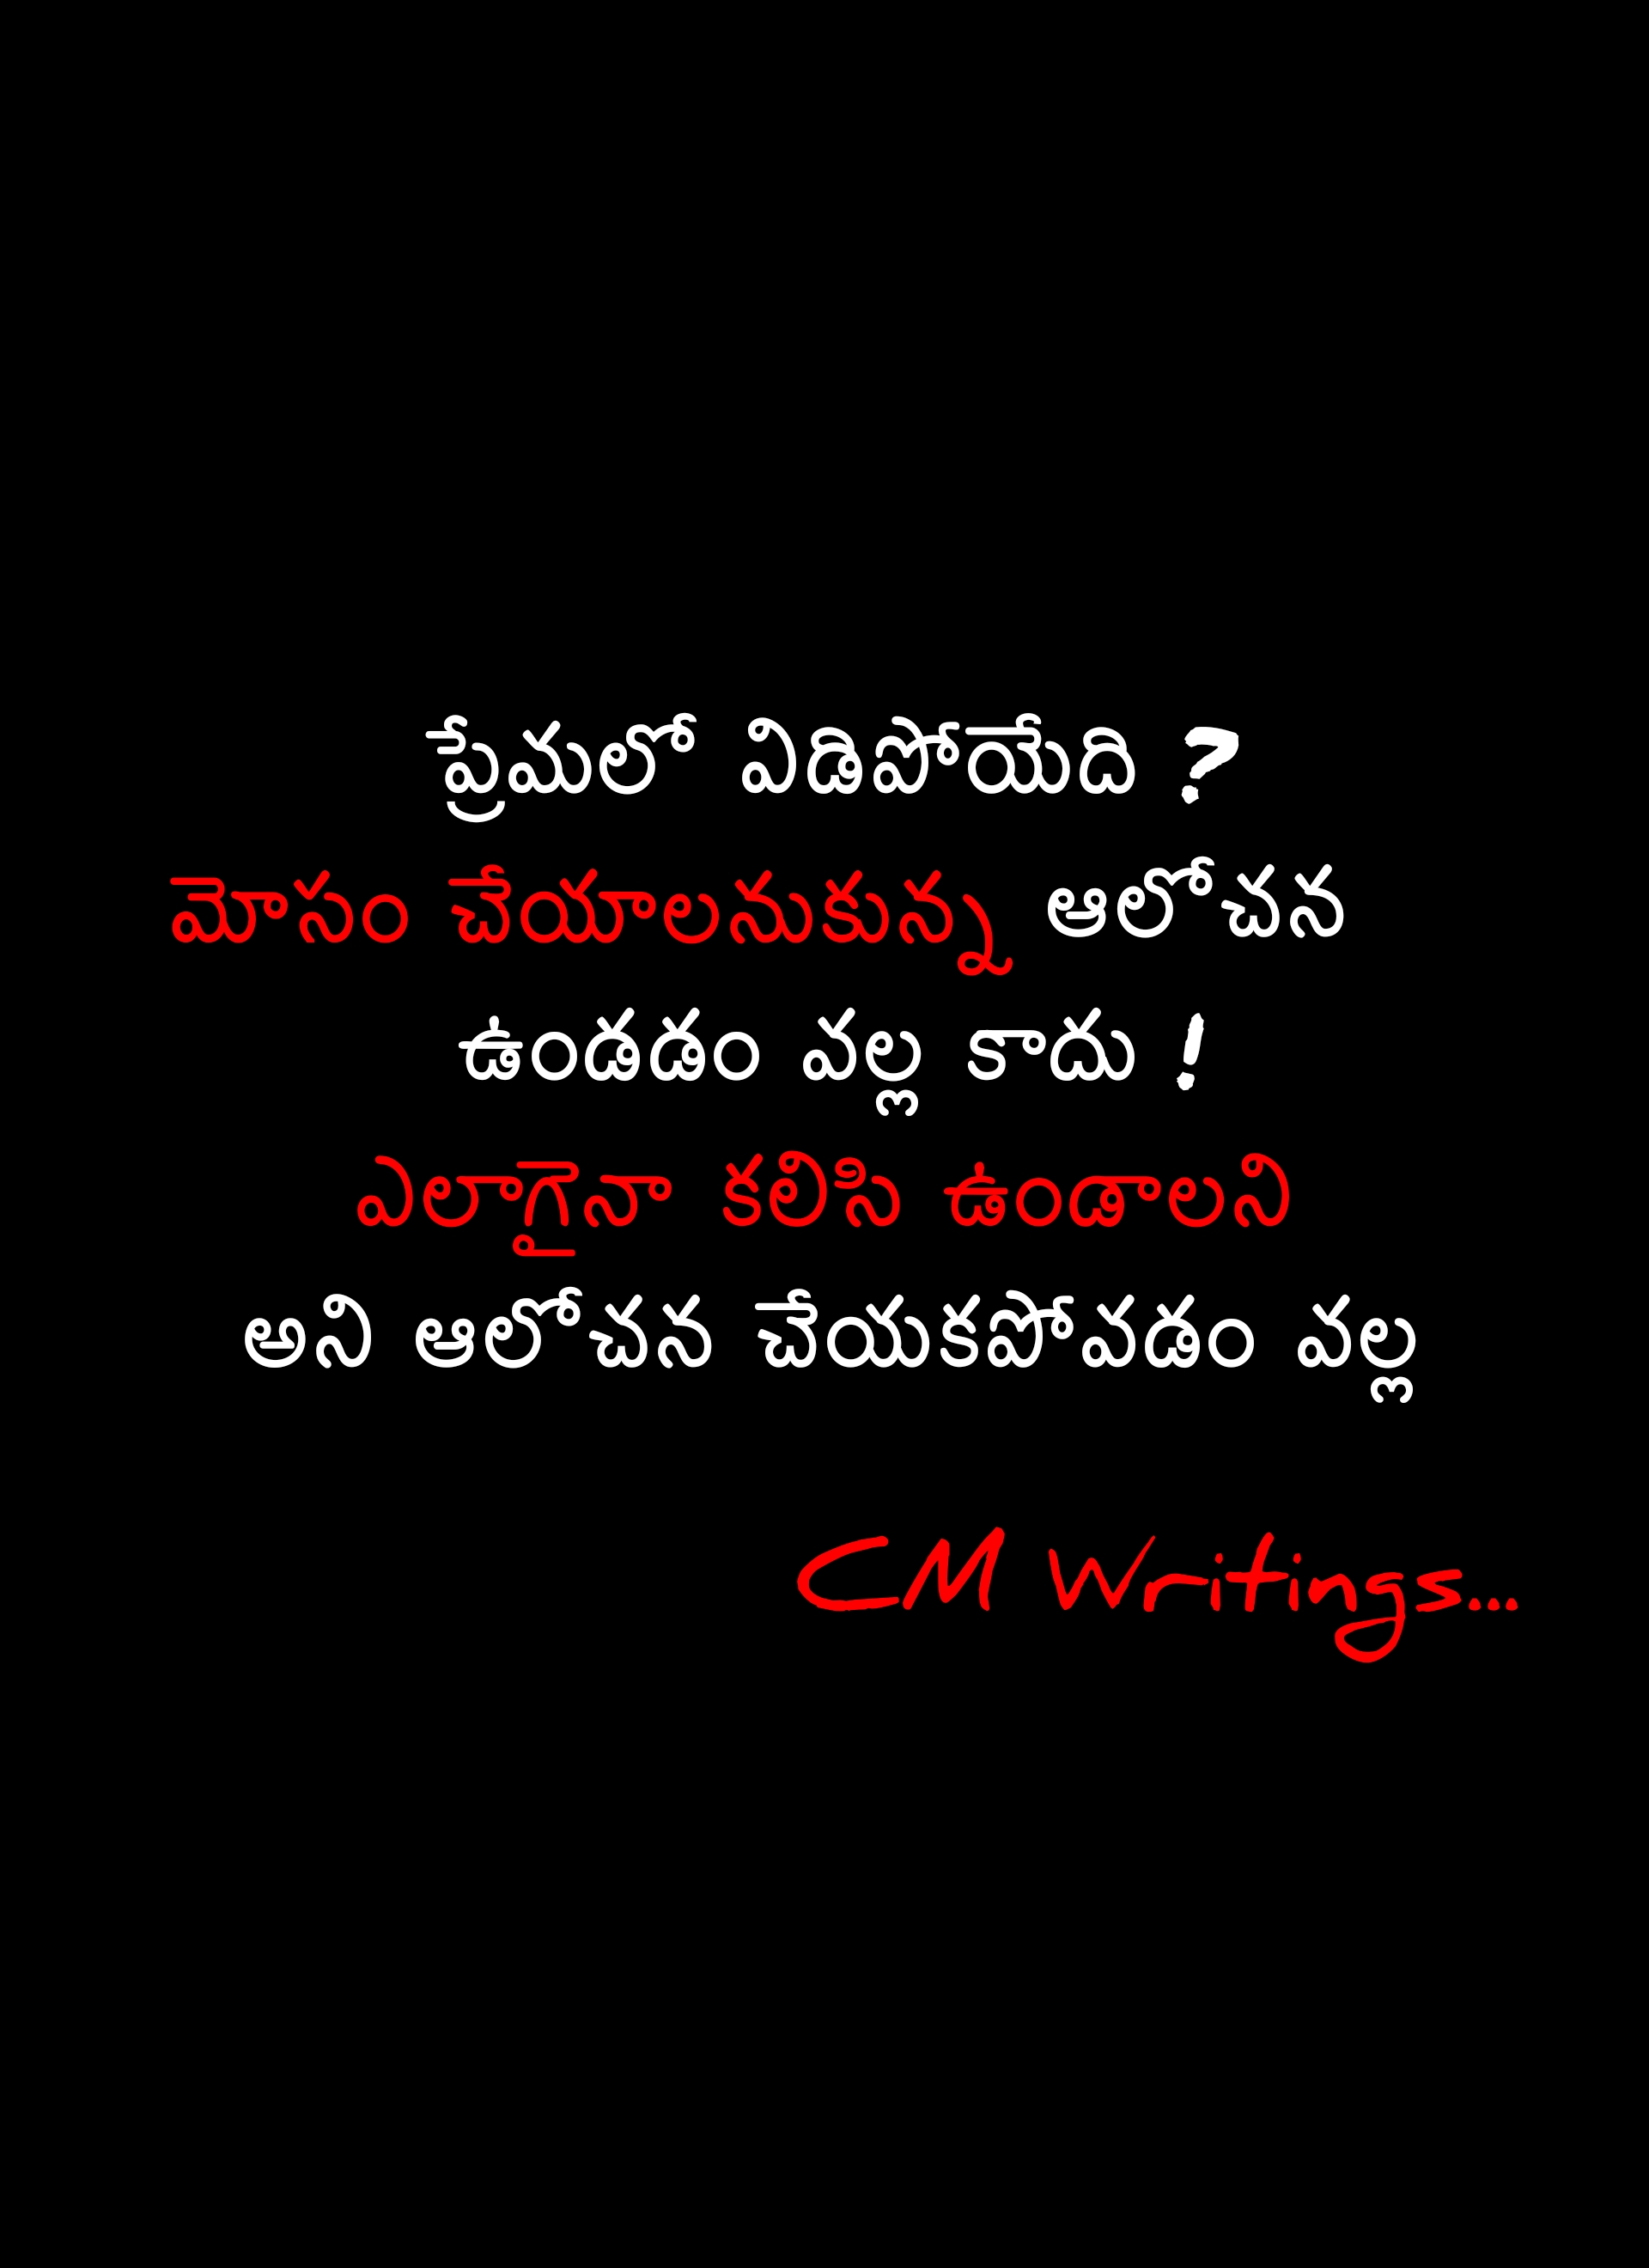 ప్రేమలో విడిపోయేది ?
మోసం చేయాలనుకున్న ఆలోచన
ఉండడం వల్ల కాదు !
ఎలాగైనా కలిసి ఉండాలని
అని ఆలోచన చేయకపోవడం వల్ల
CM Writings...